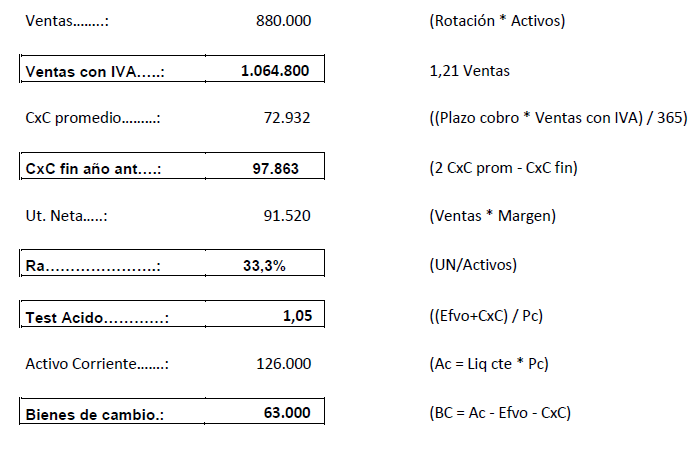 Ventas........: 880.000 (Rotación * Activos)
Ventas con IVA.....: 1.064.800 1,21 Ventas
CxC promedio.........: 72.932 ((Plazo cobro * Ventas con IVA) / 365)
CxC fin año ant....: 97.863 (2 CxC prom - CxC fin)
Ut. Neta.....: 91.520 (Ventas * Margen)
Ra.......................: 33,3% (UN/Activos)
Test Acido............: 1,05 ((Efvo+CxC) / Pc)
Activo Corriente.......: 126.000 (Ac = Liq cte * Pc)
Bienes de cambio.: 63.000 (BC = Ac - Efvo - CxC)